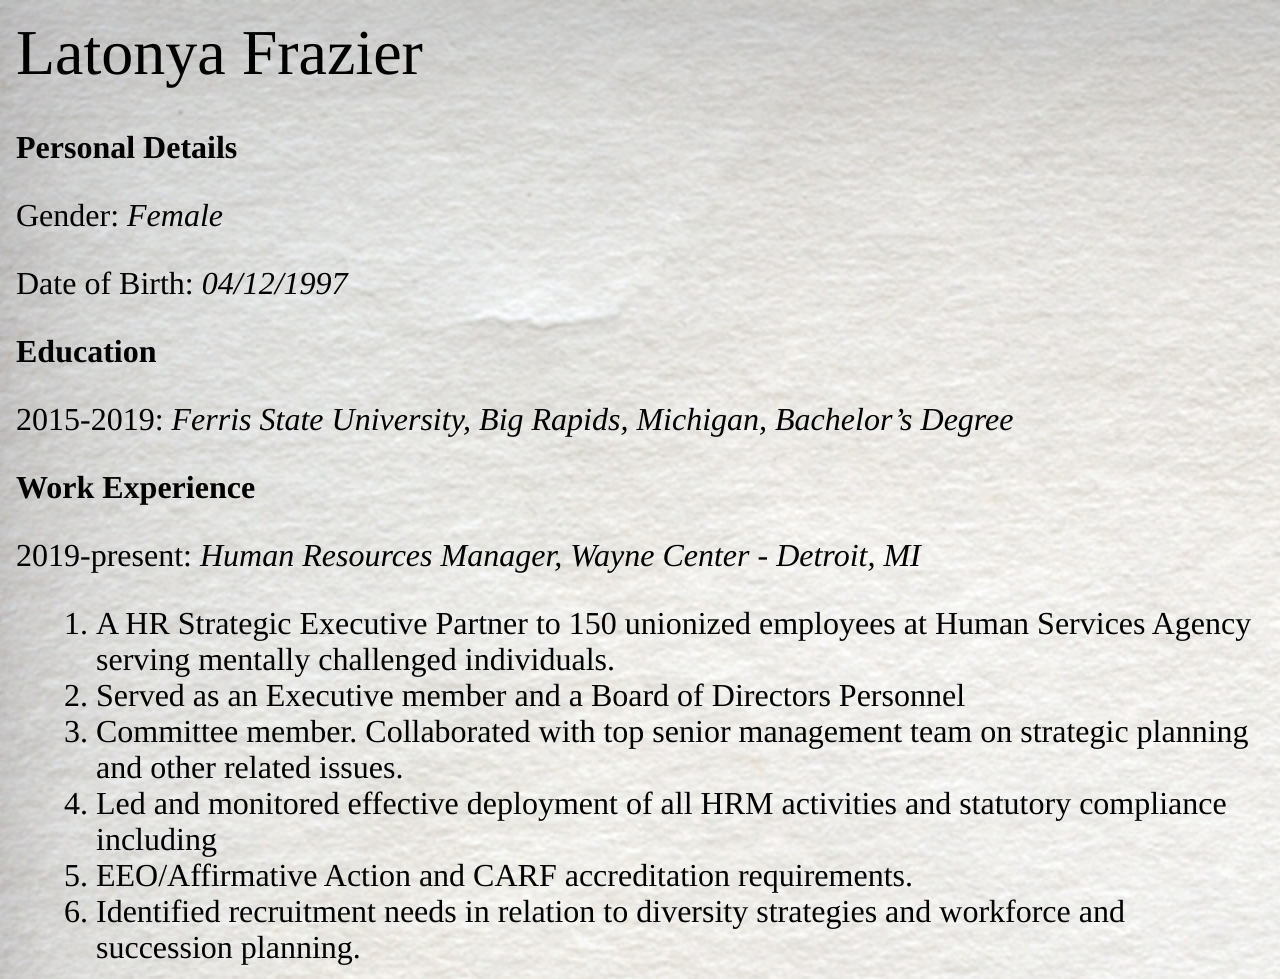 Latonya Frazier
Personal Details
Gender: Female
Date of Birth: 04/12/1997
Education
2015-2019: Ferris State University, Big Rapids, Michigan, Bachelor’s Degree
Work Experience
2019-present: Human Resources Manager, Wayne Center - Detroit, MI
1. A HR Strategic Executive Partner to 150 unionized employees at Human Services Agency
serving mentally challenged individuals.
2. Served as an Executive member and a Board of Directors Personnel
3. Committee member. Collaborated with top senior management team on strategic planning
and other related issues.
4. Led and monitored effective deployment of all HRM activities and statutory compliance
including
5. EEO/Affirmative Action and CARF accreditation requirements.
6. Identified recruitment needs in relation to diversity strategies and workforce and
succession planning.